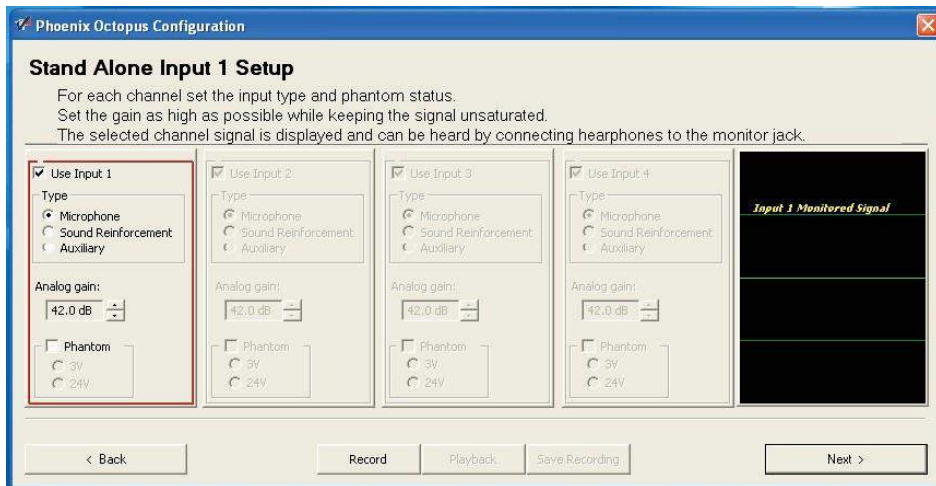 Phoenix Octopus Configuration
Stand Alone Input 1 Setup
For each channel set the input type and phantom status.
Set the gain as high as possible while keeping the signal unsaturated.
The selected channel signal is displayed and can be heard by connecting hearphones to the monitor jack.
Use Input 1
Type
Microphone
Sound Reinforcement
Auxiliary
Analog gain:
42.0 dB
Phantom
3V
24V
Use Input 2
Type
Microphone
Sound Reinforcement
Auxiliary
Analog gain:
42.0 dB
Phantom
3V
24V
Use Input 3
Type
Microphone
Sound Reinforcement
Auxiliary
Analog gain:
42.0 dB
Phantom
3V
24V
Use Input 4
Type
Microphone
Sound Reinforcement
Auxiliary
Analog gain:
42.0 dB
Phantom
3V
24V
Input 1 Monitored Signal
< Back
Record
Playback
Save Recording
Next >